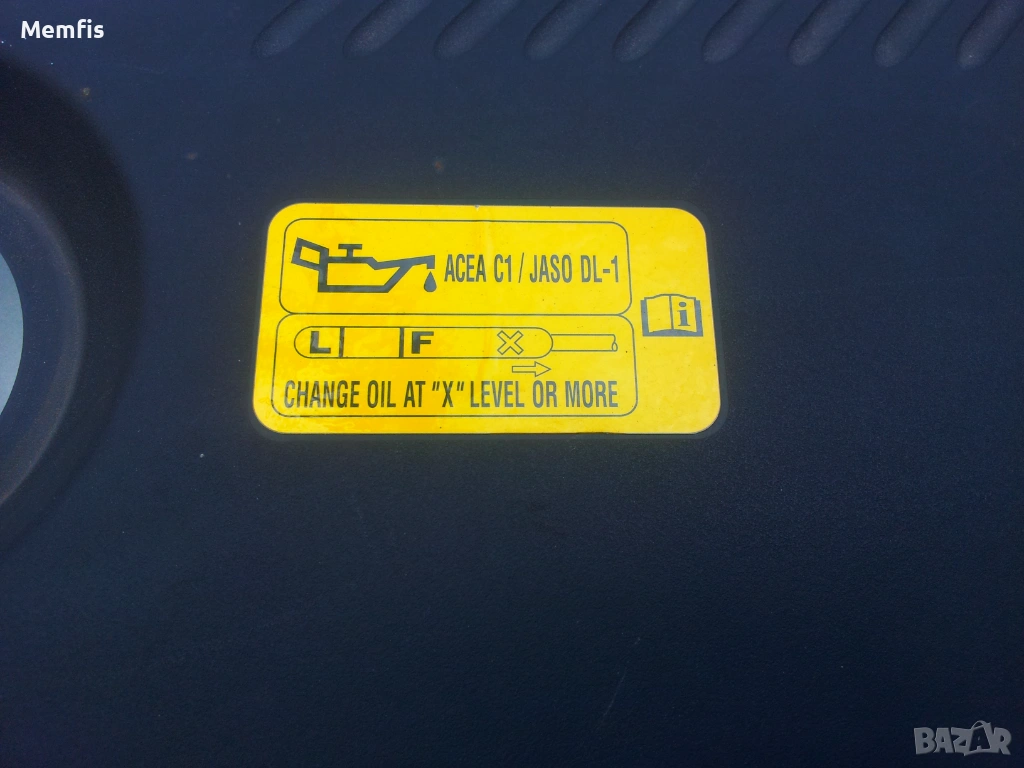 Memfis
ACEA C1 / JASO DL-1
L F X
CHANGE OIL AT "X" LEVEL OR MORE
i
BAZAR